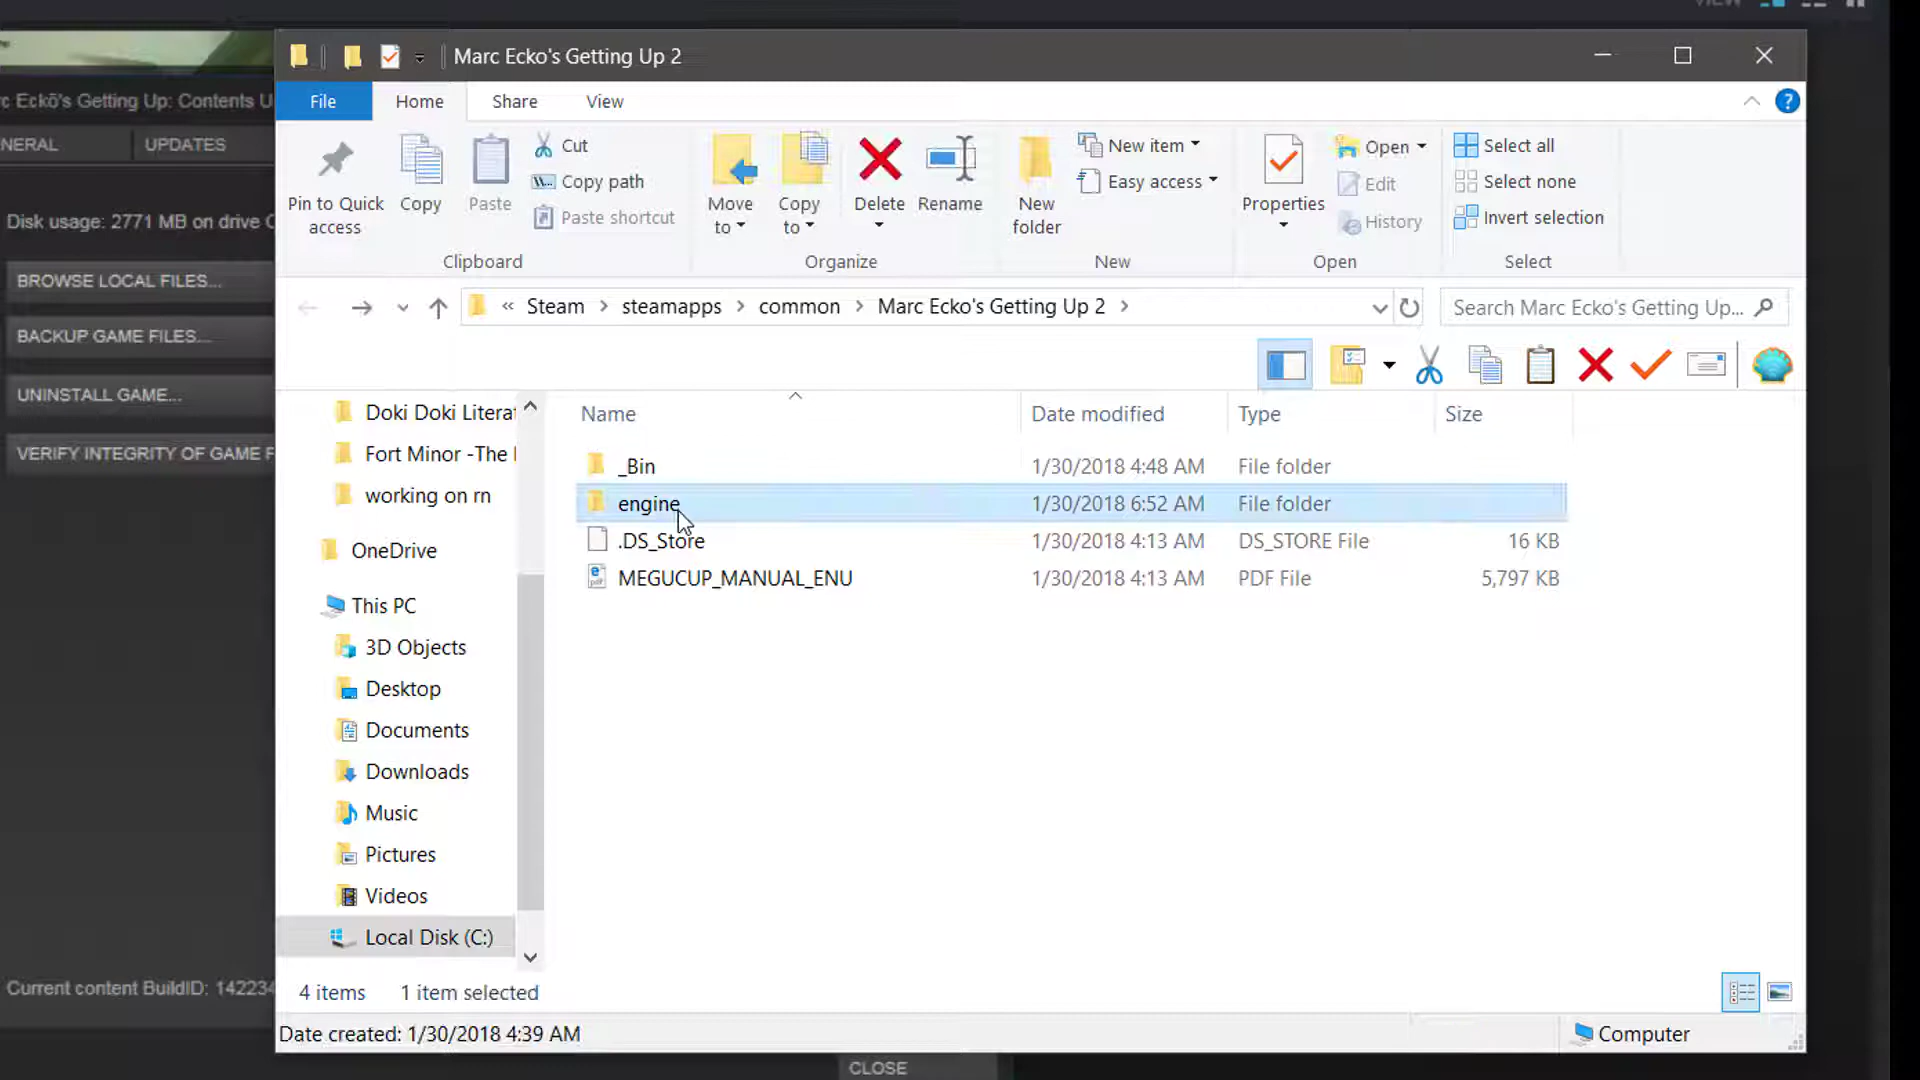 VIEW
Marc Ecko's Getting Up 2
rc Eckō's Getting Up: Contents U
File Home Share View
NERAL UPDATES
Pin to Quick access
Copy
Paste
Cut
Copy path
Paste shortcut
Move to
Copy to
Delete
Rename
New folder
New item
Easy access
Properties
Open
Edit
History
Select all
Select none
Invert selection
Clipboard Organize New Open Select
Disk usage: 2771 MB on drive C
BROWSE LOCAL FILES...
BACKUP GAME FILES...
UNINSTALL GAME...
VERIFY INTEGRITY OF GAME F
« Steam > steamapps > common > Marc Ecko's Getting Up 2 >
Search Marc Ecko's Getting Up...
Doki Doki Litera
Fort Minor -The
working on rn
OneDrive
This PC
3D Objects
Desktop
Documents
Downloads
Music
Pictures
Videos
Local Disk (C:)
Name Date modified Type Size
_Bin 1/30/2018 4:48 AM File folder
engine 1/30/2018 6:52 AM File folder
.DS_Store 1/30/2018 4:13 AM DS_STORE File 16 KB
MEGUCUP_MANUAL_ENU 1/30/2018 4:13 AM PDF File 5,797 KB
Current content BuildID: 142234
4 items 1 item selected
Date created: 1/30/2018 4:39 AM
Computer
CLOSE